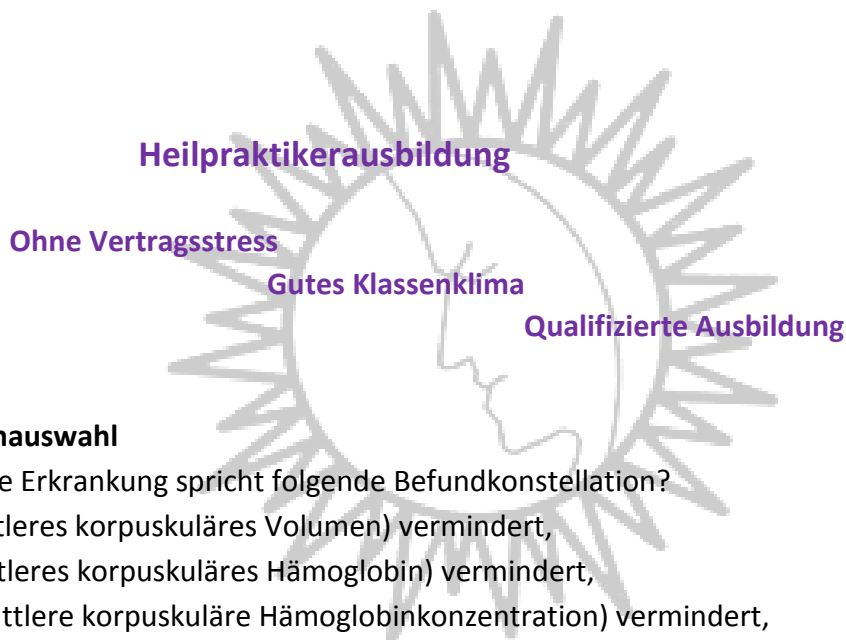 Heilpraktikerausbildung
Ohne Vertragsstress
Gutes Klassenklima
Qualifizierte Ausbildung
nauswahl
e Erkrankung spricht folgende Befundkonstellation?
tleres korpuskuläres Volumen) vermindert,
tleres korpuskuläres Hämoglobin) vermindert,
ttlere korpuskuläre Hämoglobinkonzentration) vermindert,